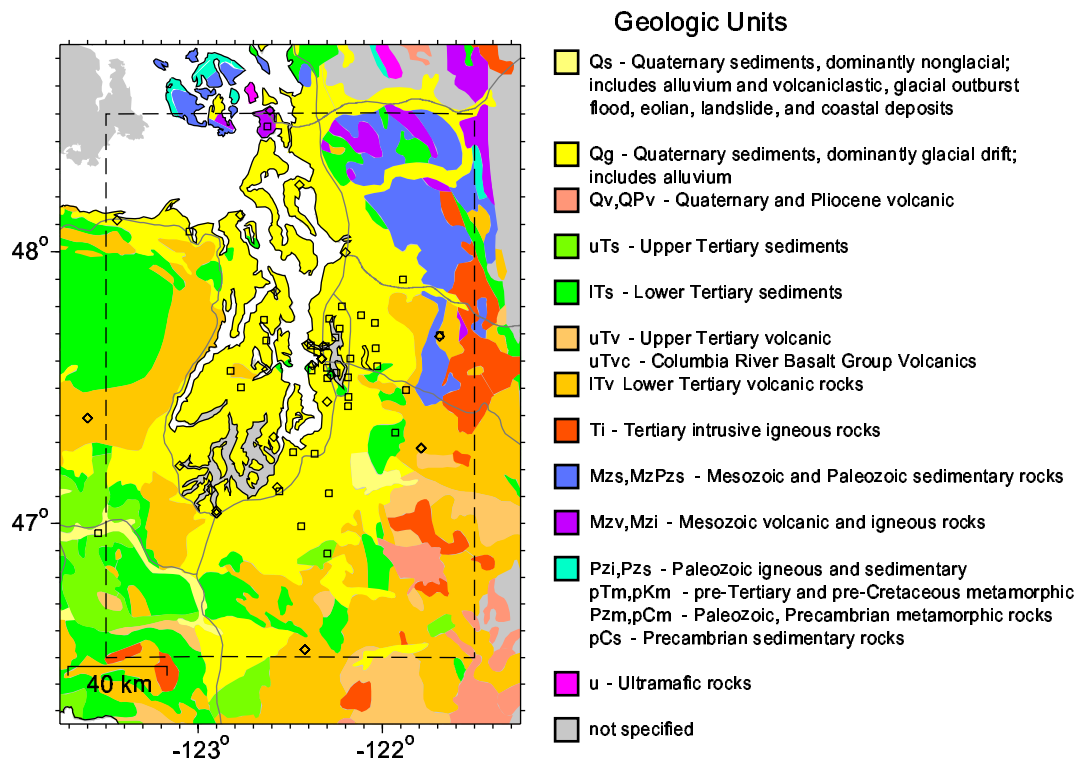 Geologic Units
Qs - Quaternary sediments, dominantly nonglacial;
includes alluvium and volcaniclastic, glacial outburst
flood, eolian, landslide, and coastal deposits
Qg - Quaternary sediments, dominantly glacial drift;
includes alluvium
Qv,QPv - Quaternary and Pliocene volcanic
uTs - Upper Tertiary sediments
lTs - Lower Tertiary sediments
uTv - Upper Tertiary volcanic
uTvc - Columbia River Basalt Group Volcanics
lTv Lower Tertiary volcanic rocks
Ti - Tertiary intrusive igneous rocks
Mzs,MzPzs - Mesozoic and Paleozoic sedimentary rocks
Mzv,Mzi - Mesozoic volcanic and igneous rocks
Pzi,Pzs - Paleozoic igneous and sedimentary
pTm,pKm - pre-Tertiary and pre-Cretaceous metamorphic
Pzm,pCm - Paleozoic, Precambrian metamorphic rocks
pCs - Precambrian sedimentary rocks
u - Ultramafic rocks
not specified
48°
47°
40 km
-123°
-122°